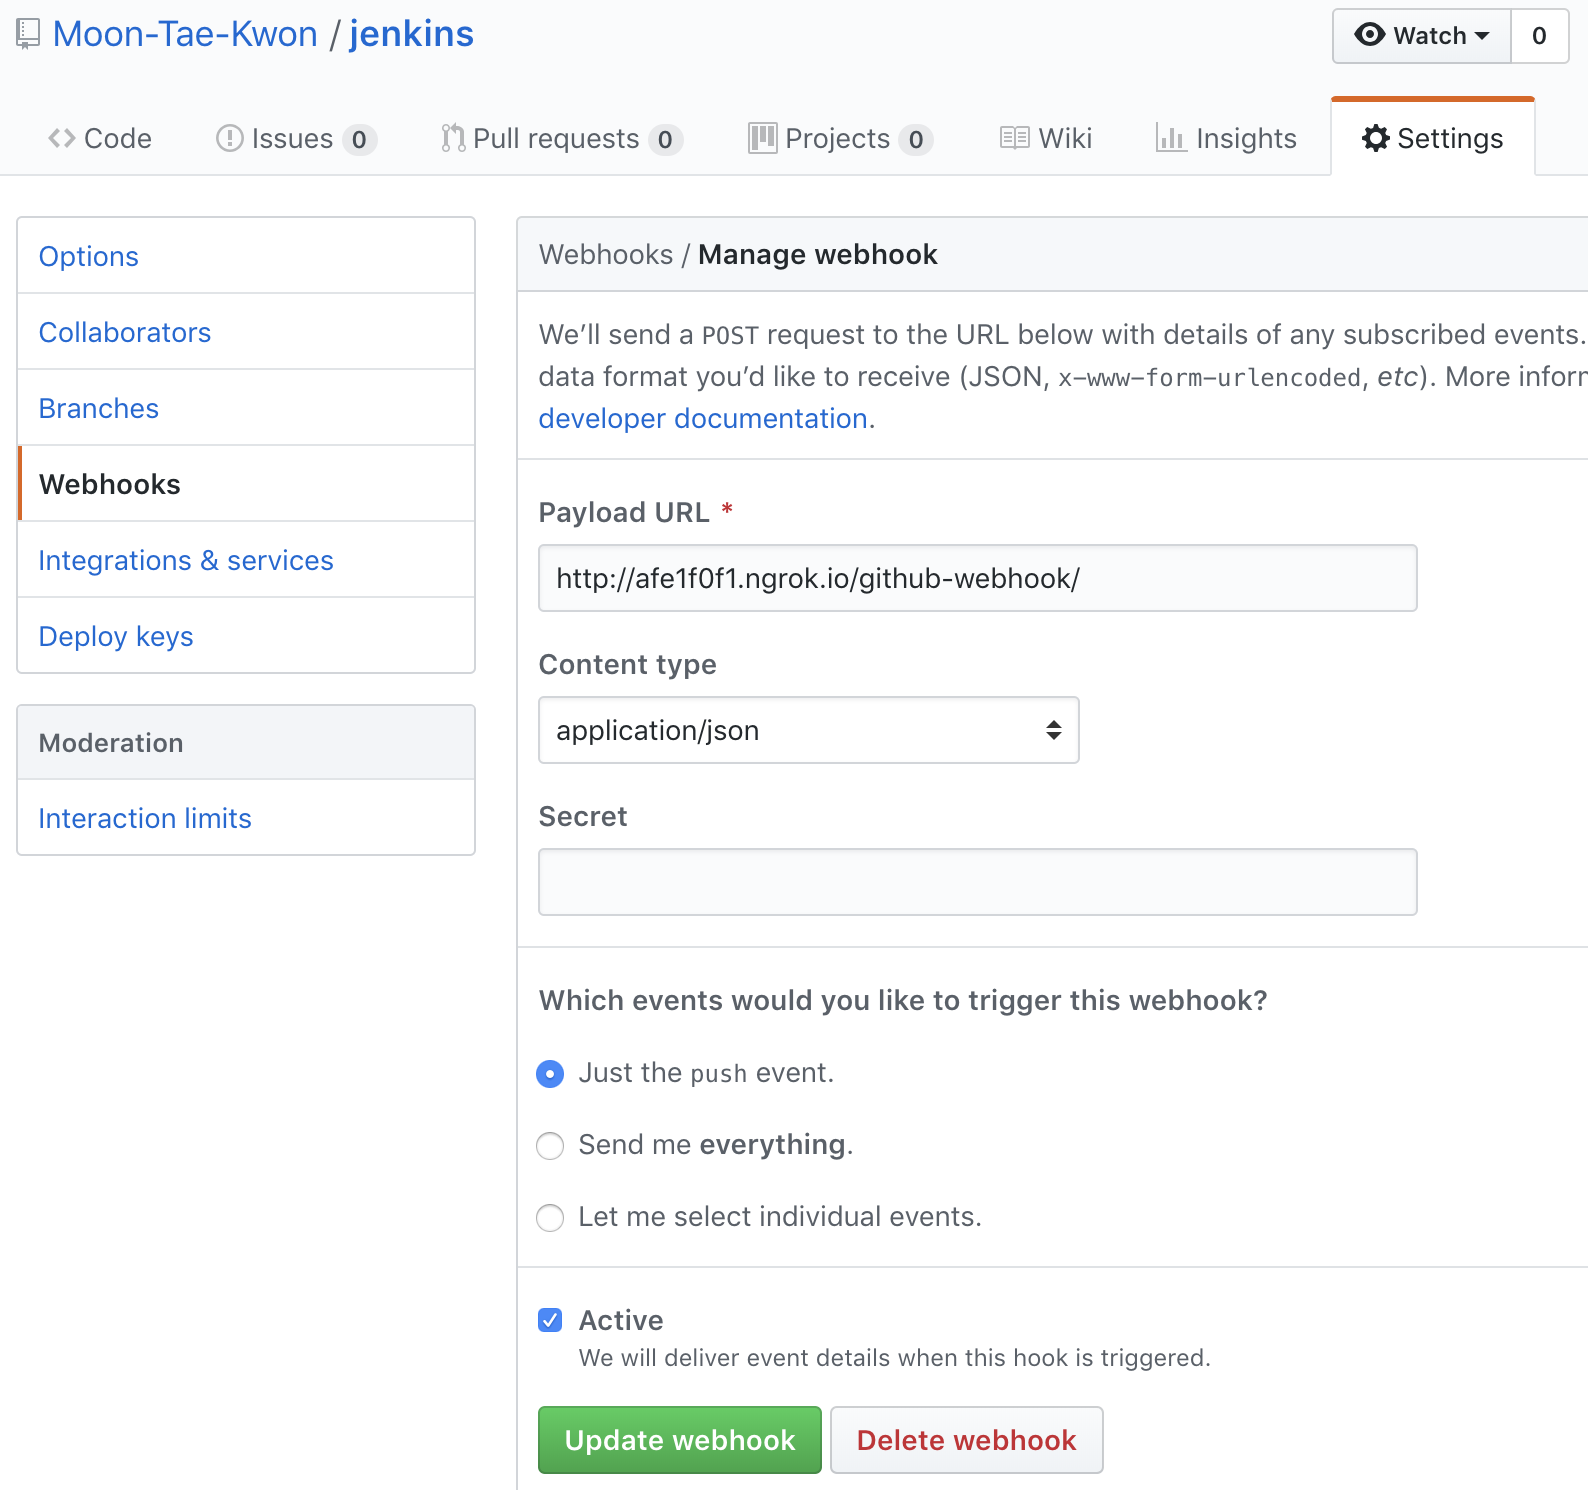 Moon-Tae-Kwon / jenkins
Watch 0
Code Issues 0 Pull requests 0 Projects 0 Wiki Insights Settings
Options
Collaborators
Branches
Webhooks
Integrations & services
Deploy keys
Moderation
Interaction limits
Webhooks / Manage webhook
We’ll send a POST request to the URL below with details of any subscribed events.
data format you’d like to receive (JSON, x-www-form-urlencoded, etc). More
developer documentation.
Payload URL *
http://afe1f0f1.ngrok.io/github-webhook/
Content type
application/json
Secret
Which events would you like to trigger this webhook?
Just the push event.
Send me everything.
Let me select individual events.
Active
We will deliver event details when this hook is triggered.
Update webhook Delete webhook